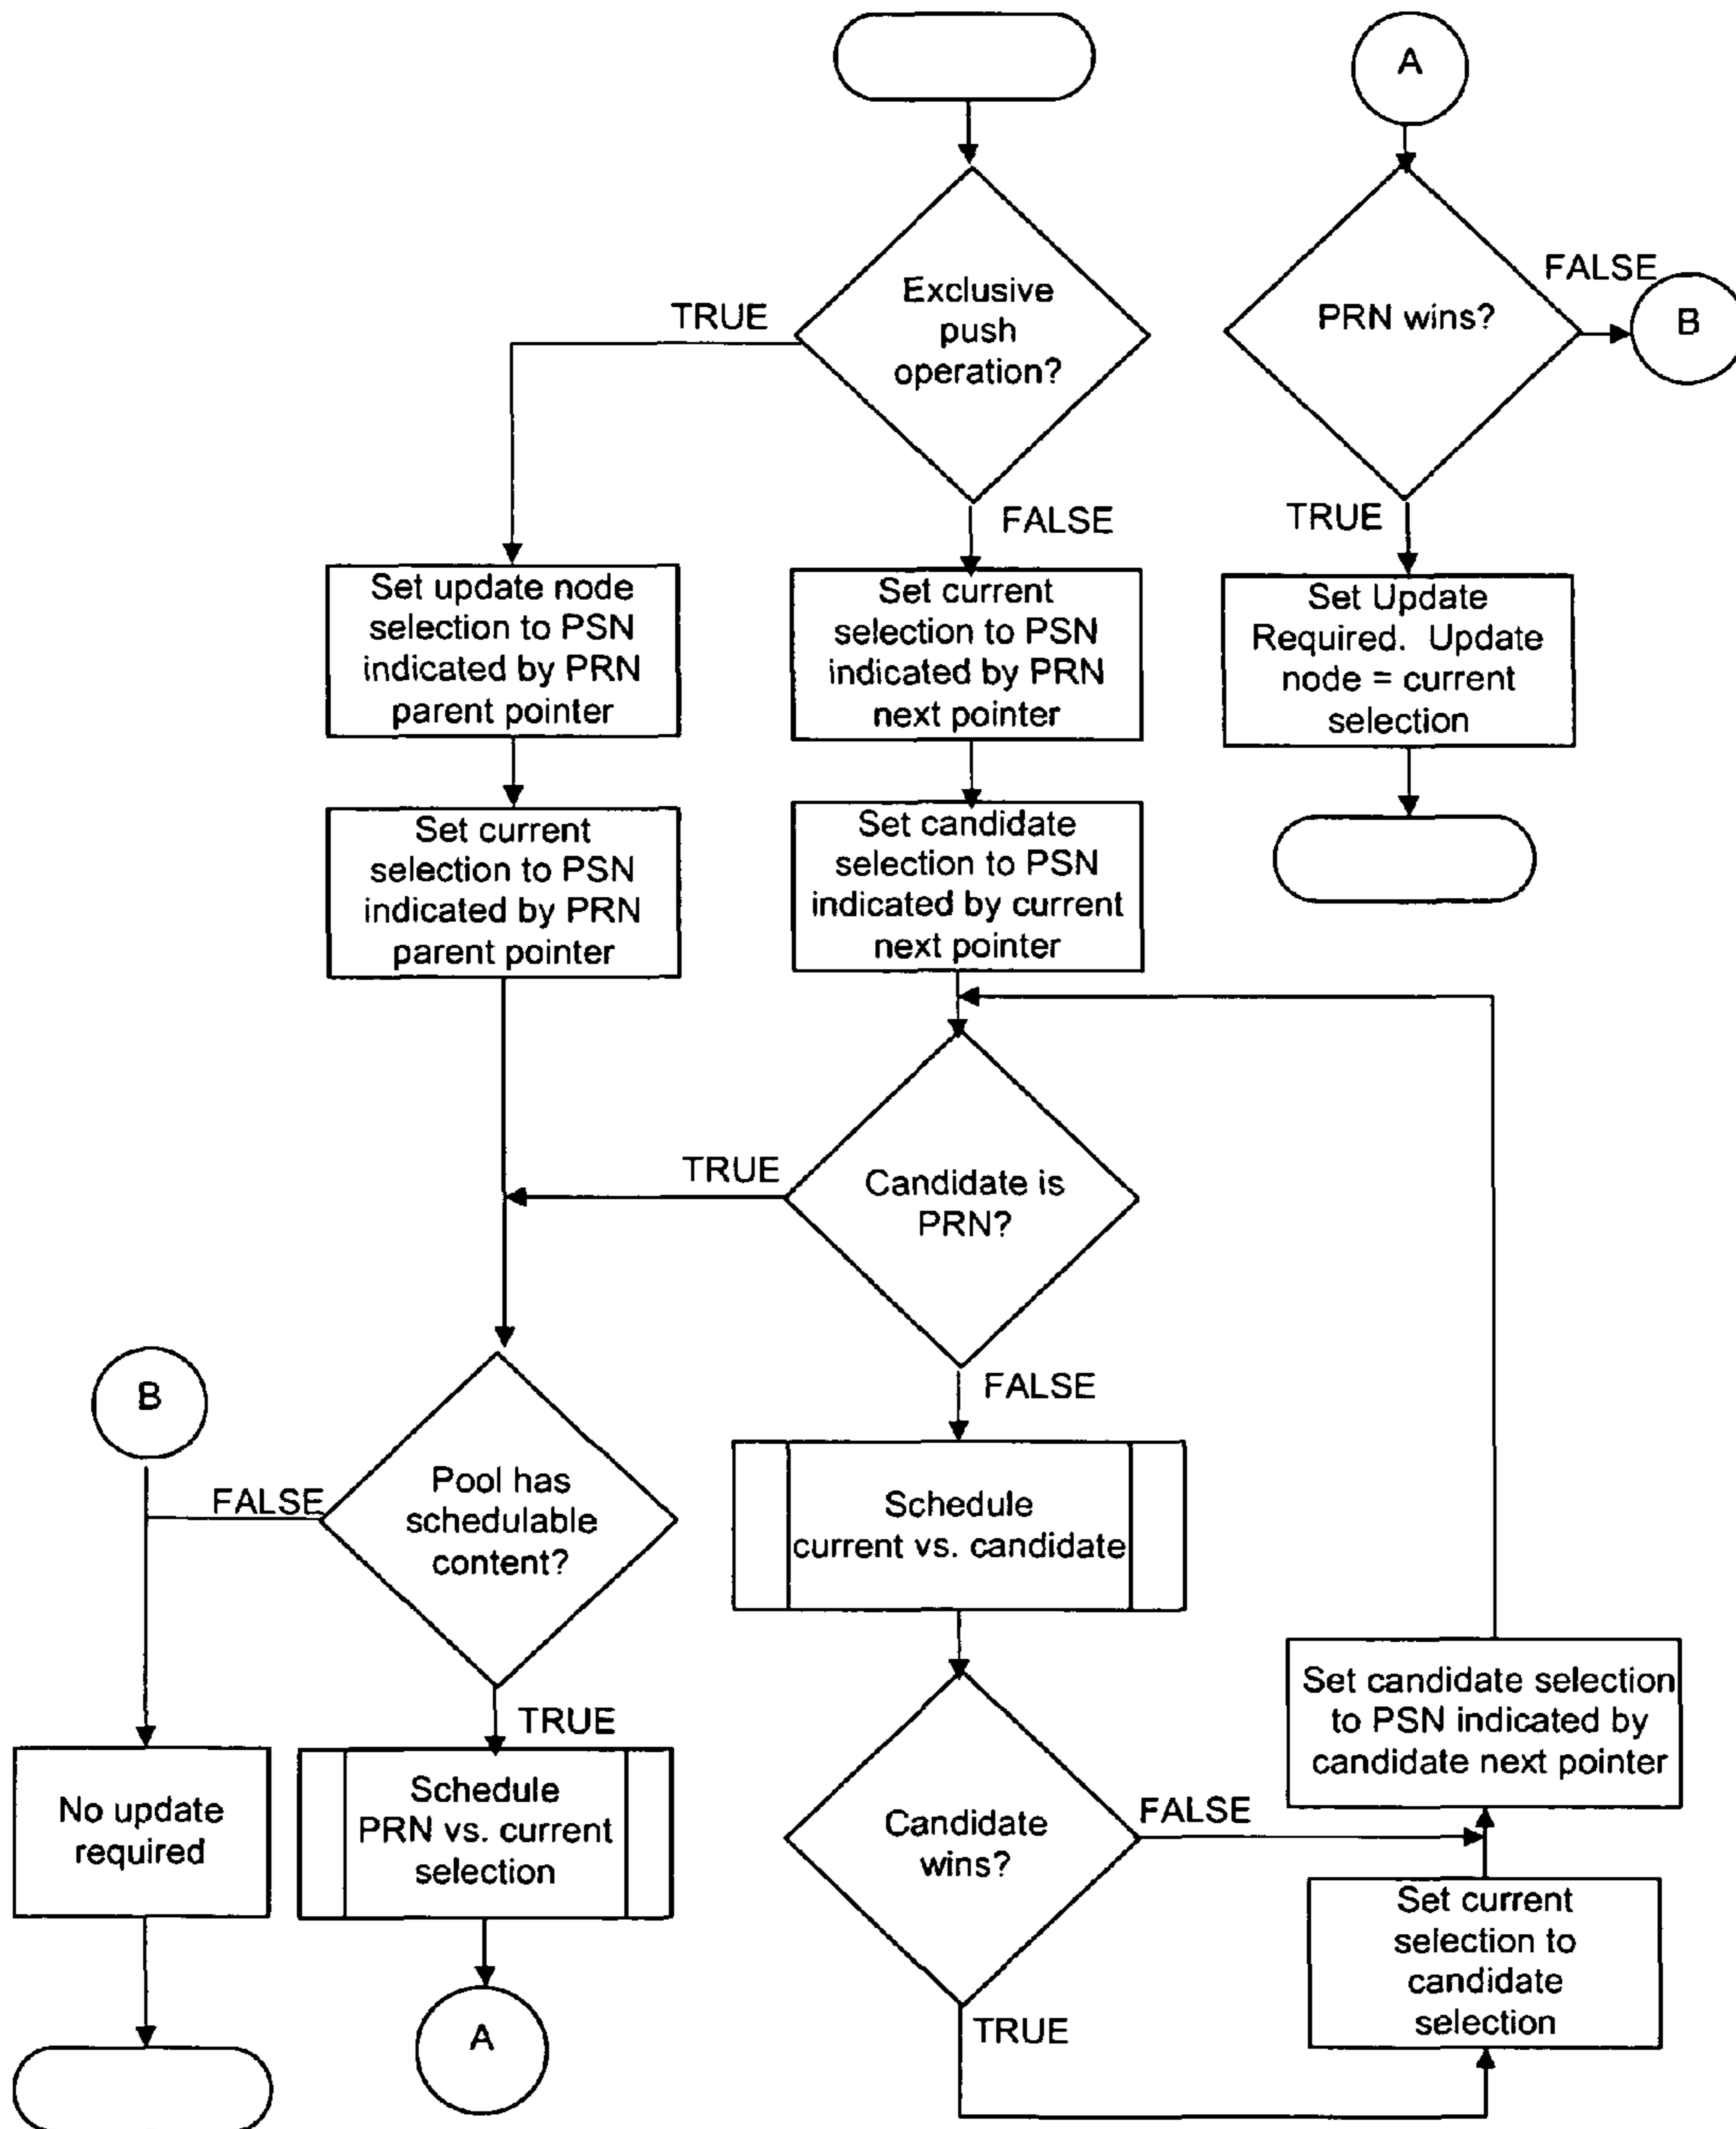 A
Exclusive
push
operation?
TRUE
FALSE
PRN wins?
FALSE
B
TRUE
Set update node
selection to PSN
indicated by PRN
parent pointer
Set current
selection to PSN
indicated by PRN
next pointer
Set Update
Required. Update
node = current
selection
Set current
selection to PSN
indicated by PRN
parent pointer
Set candidate
selection to PSN
indicated by current
next pointer
Candidate is
PRN?
TRUE
FALSE
B
Pool has
schedulable
content?
FALSE
TRUE
Schedule
current vs. candidate
No update
required
Schedule
PRN vs. current
selection
A
Candidate
wins?
FALSE
TRUE
Set candidate selection
to PSN indicated by
candidate next pointer
Set current
selection to
candidate
selection